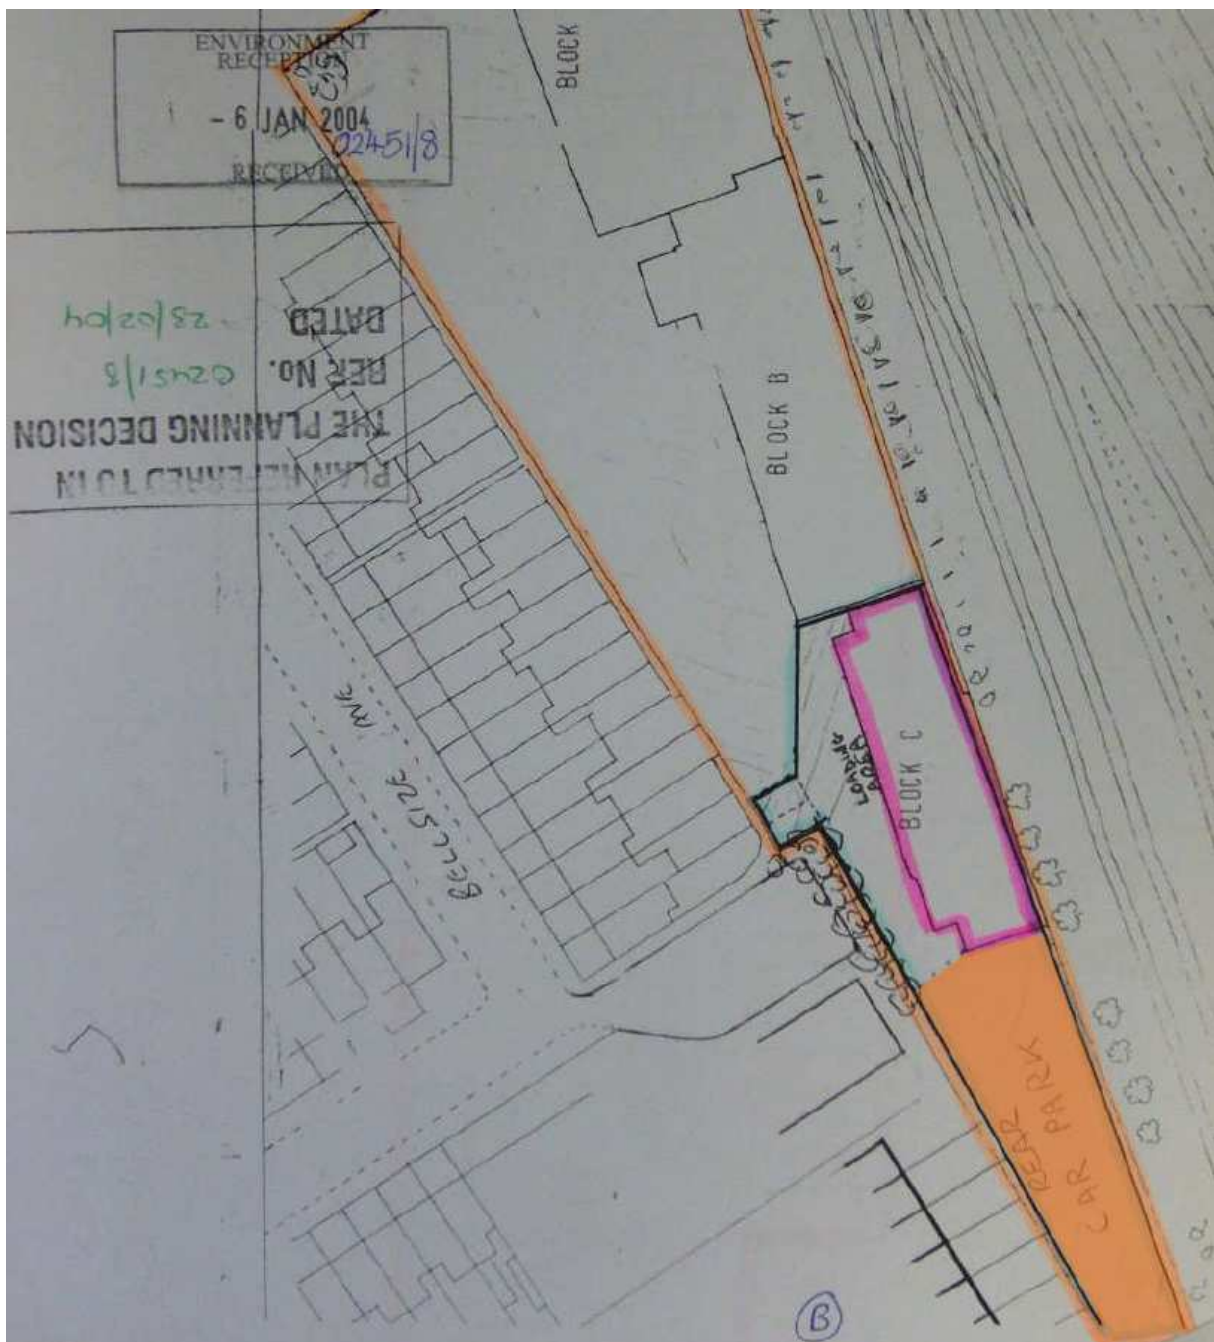 ENVIRONMENT
RECEPTION
- 6 JAN 2004
02451/8
RECEIVED
PLAN REFERRED TO IN
THE PLANNING DECISION
REF No. 02451/8
DATED - 23/02/04
BLOCK
BLOCK B
BLOCK C
LOADING
AREA
BELLSIZE AVE
REAR
CAR PARK
B